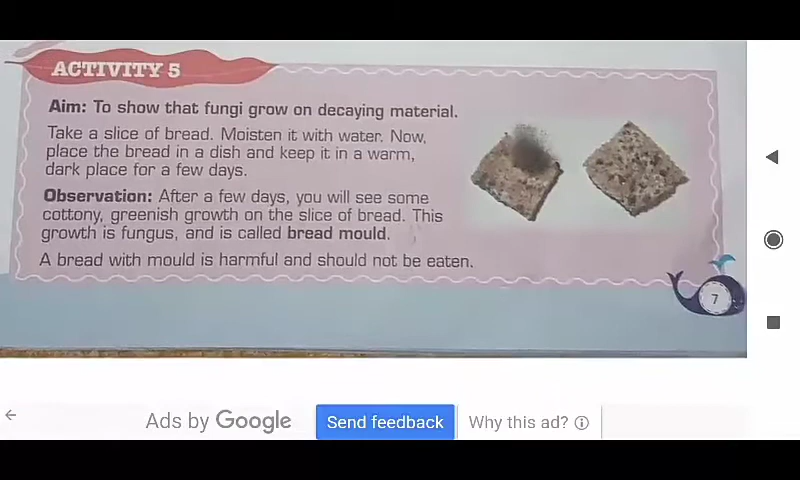 ACTIVITY 5
Aim: To show that fungi grow on decaying material.
Take a slice of bread. Moisten it with water. Now,
place the bread in a dish and keep it in a warm,
dark place for a few days.
Observation: After a few days, you will see some
cottony, greenish growth on the slice of bread. This
growth is fungus, and is called bread mould.
A bread with mould is harmful and should not be eaten.
7
Ads by Google
Send feedback
Why this ad?